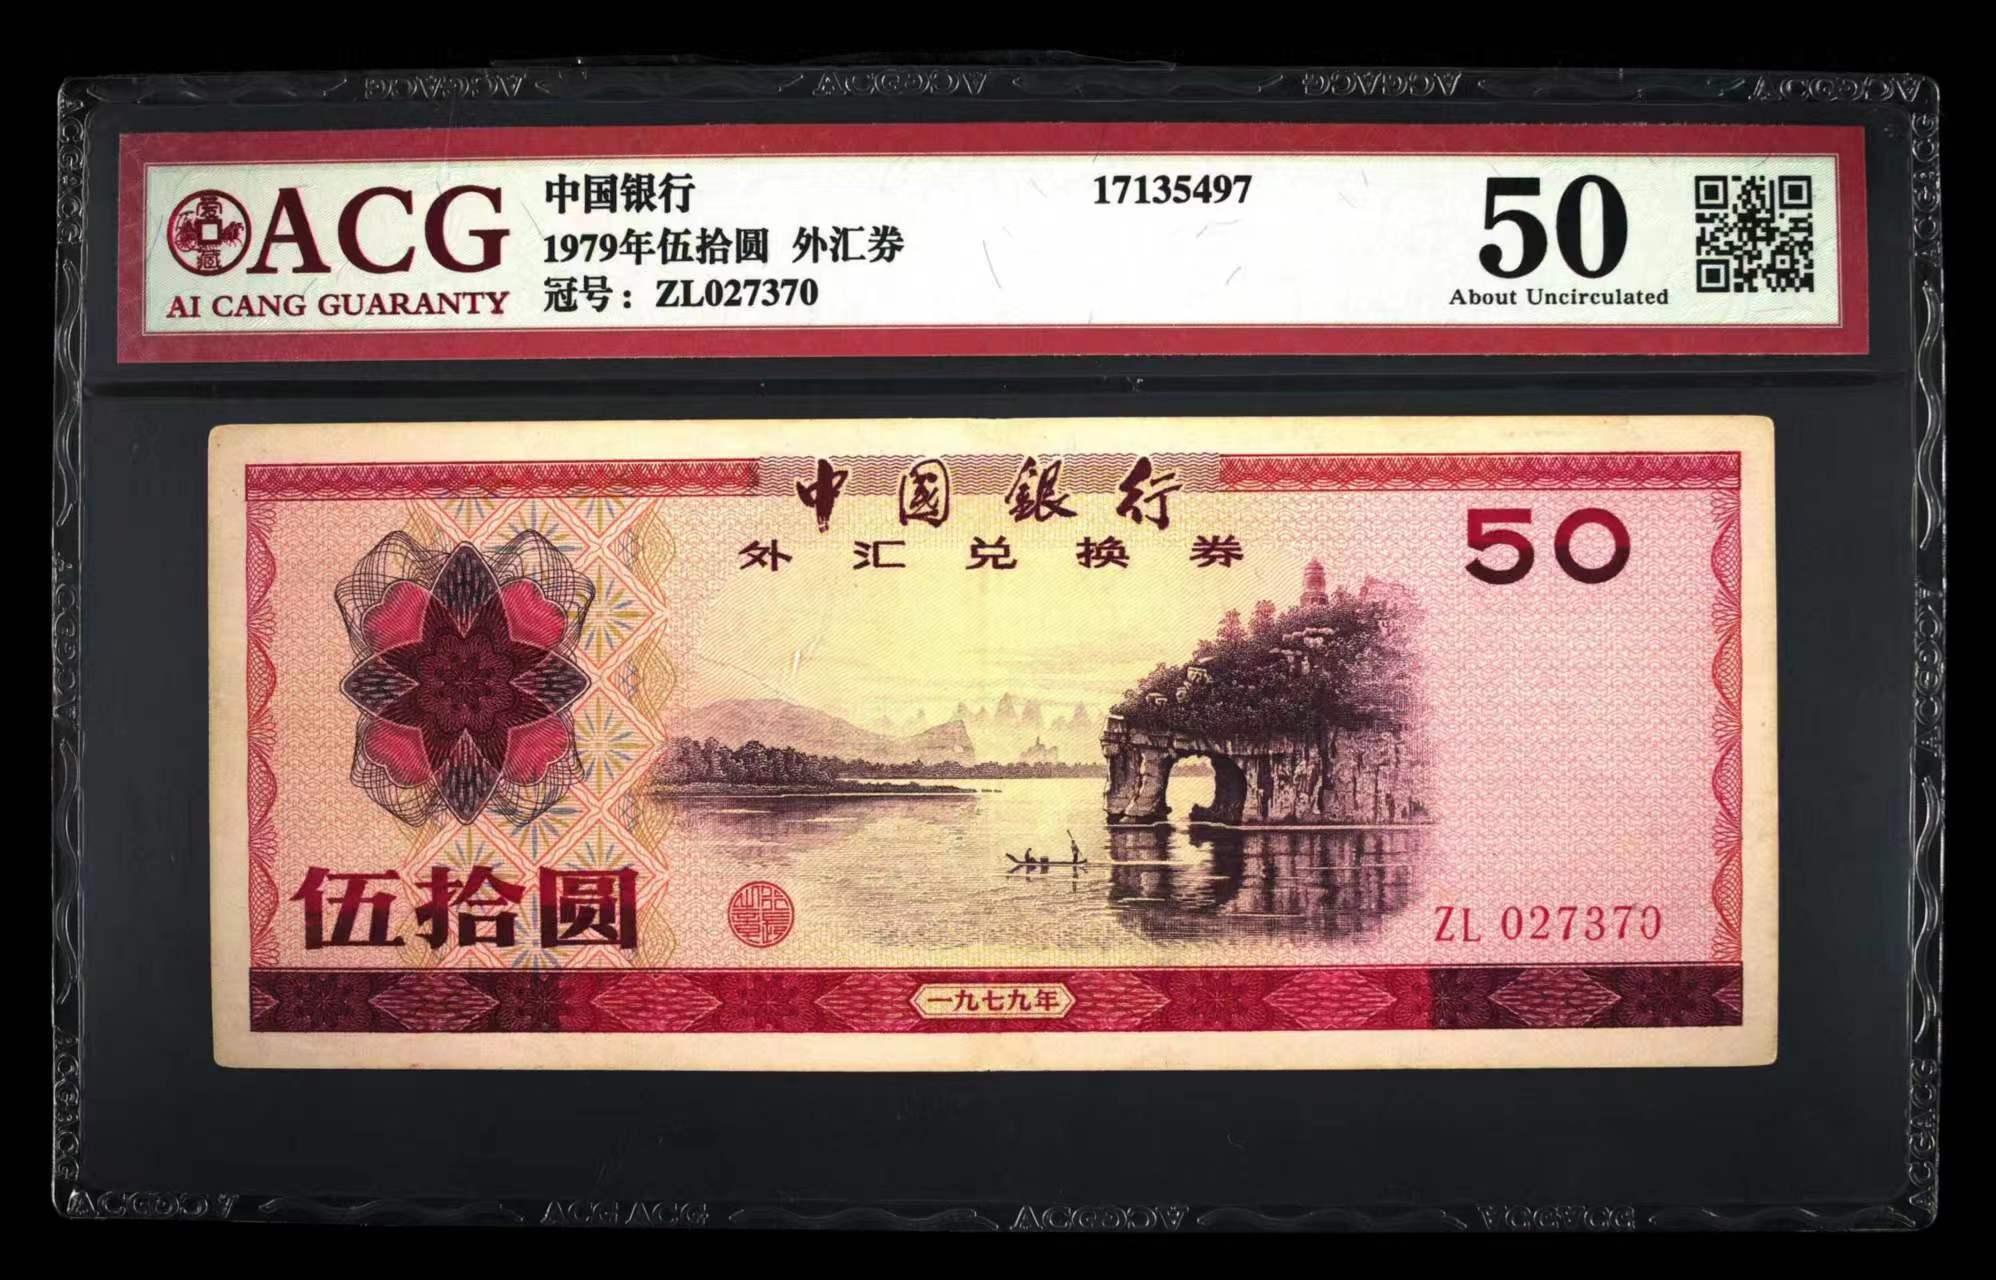 ACG
AI CANG GUARANTY
中国银行
1979年伍拾圆 外汇券
冠号: ZL027370
17135497
50
About Uncirculated
中國銀行
外汇兑换券
50
伍拾圆
ZL 027370
一九七九年